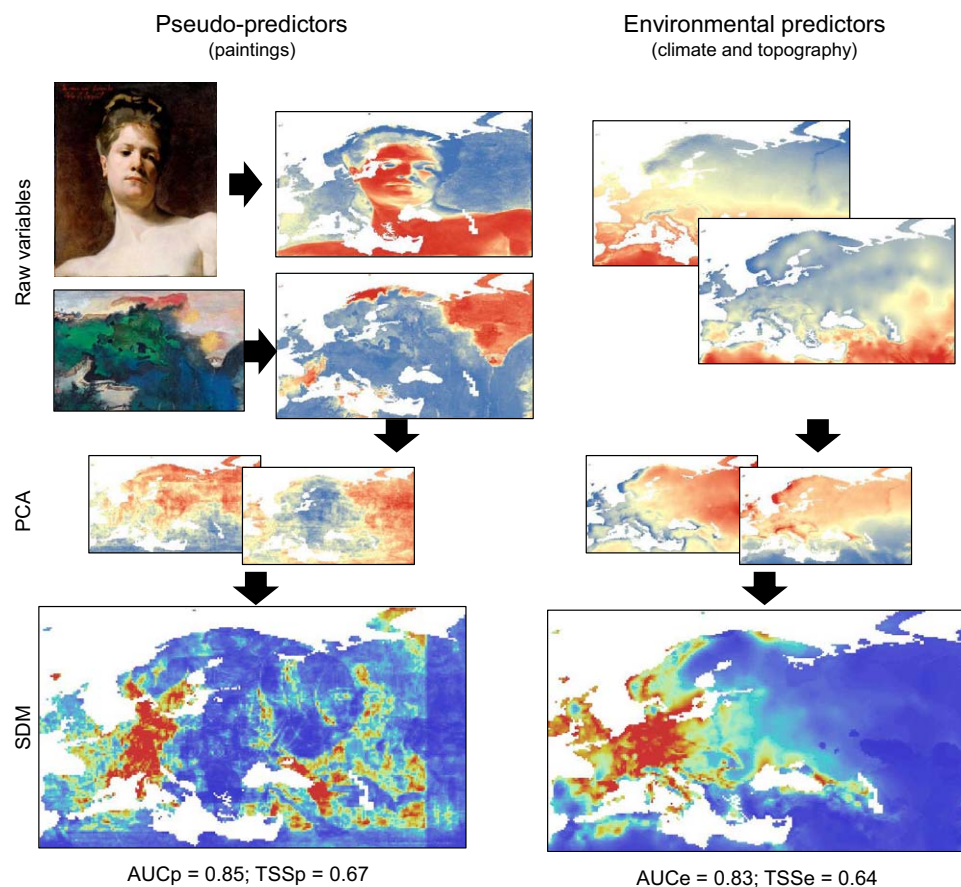 Pseudo-predictors
(paintings)
Environmental predictors
(climate and topography)
Raw variables
PCA
SDM
AUCp = 0.85; TSSp = 0.67
AUCe = 0.83; TSSe = 0.64